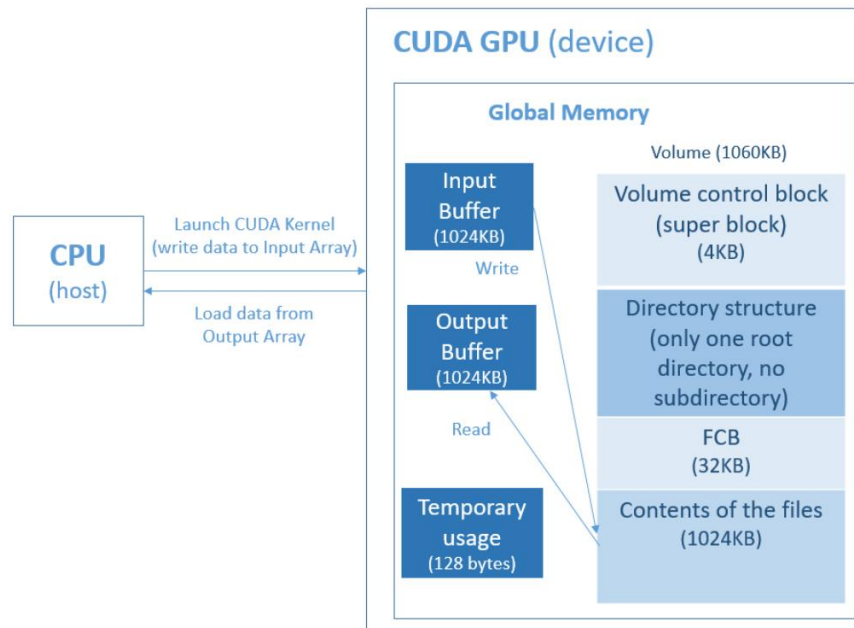 CUDA GPU (device)
Global Memory
Volume (1060KB)
Input
Buffer
(1024KB)
Volume control block
(super block)
(4KB)
Launch CUDA Kernel
(write data to Input Array)
CPU
(host)
Write
Load data from
Output Array
Output
Buffer
(1024KB)
Directory structure
(only one root
directory, no
subdirectory)
Read
FCB
(32KB)
Temporary
usage
(128 bytes)
Contents of the files
(1024KB)